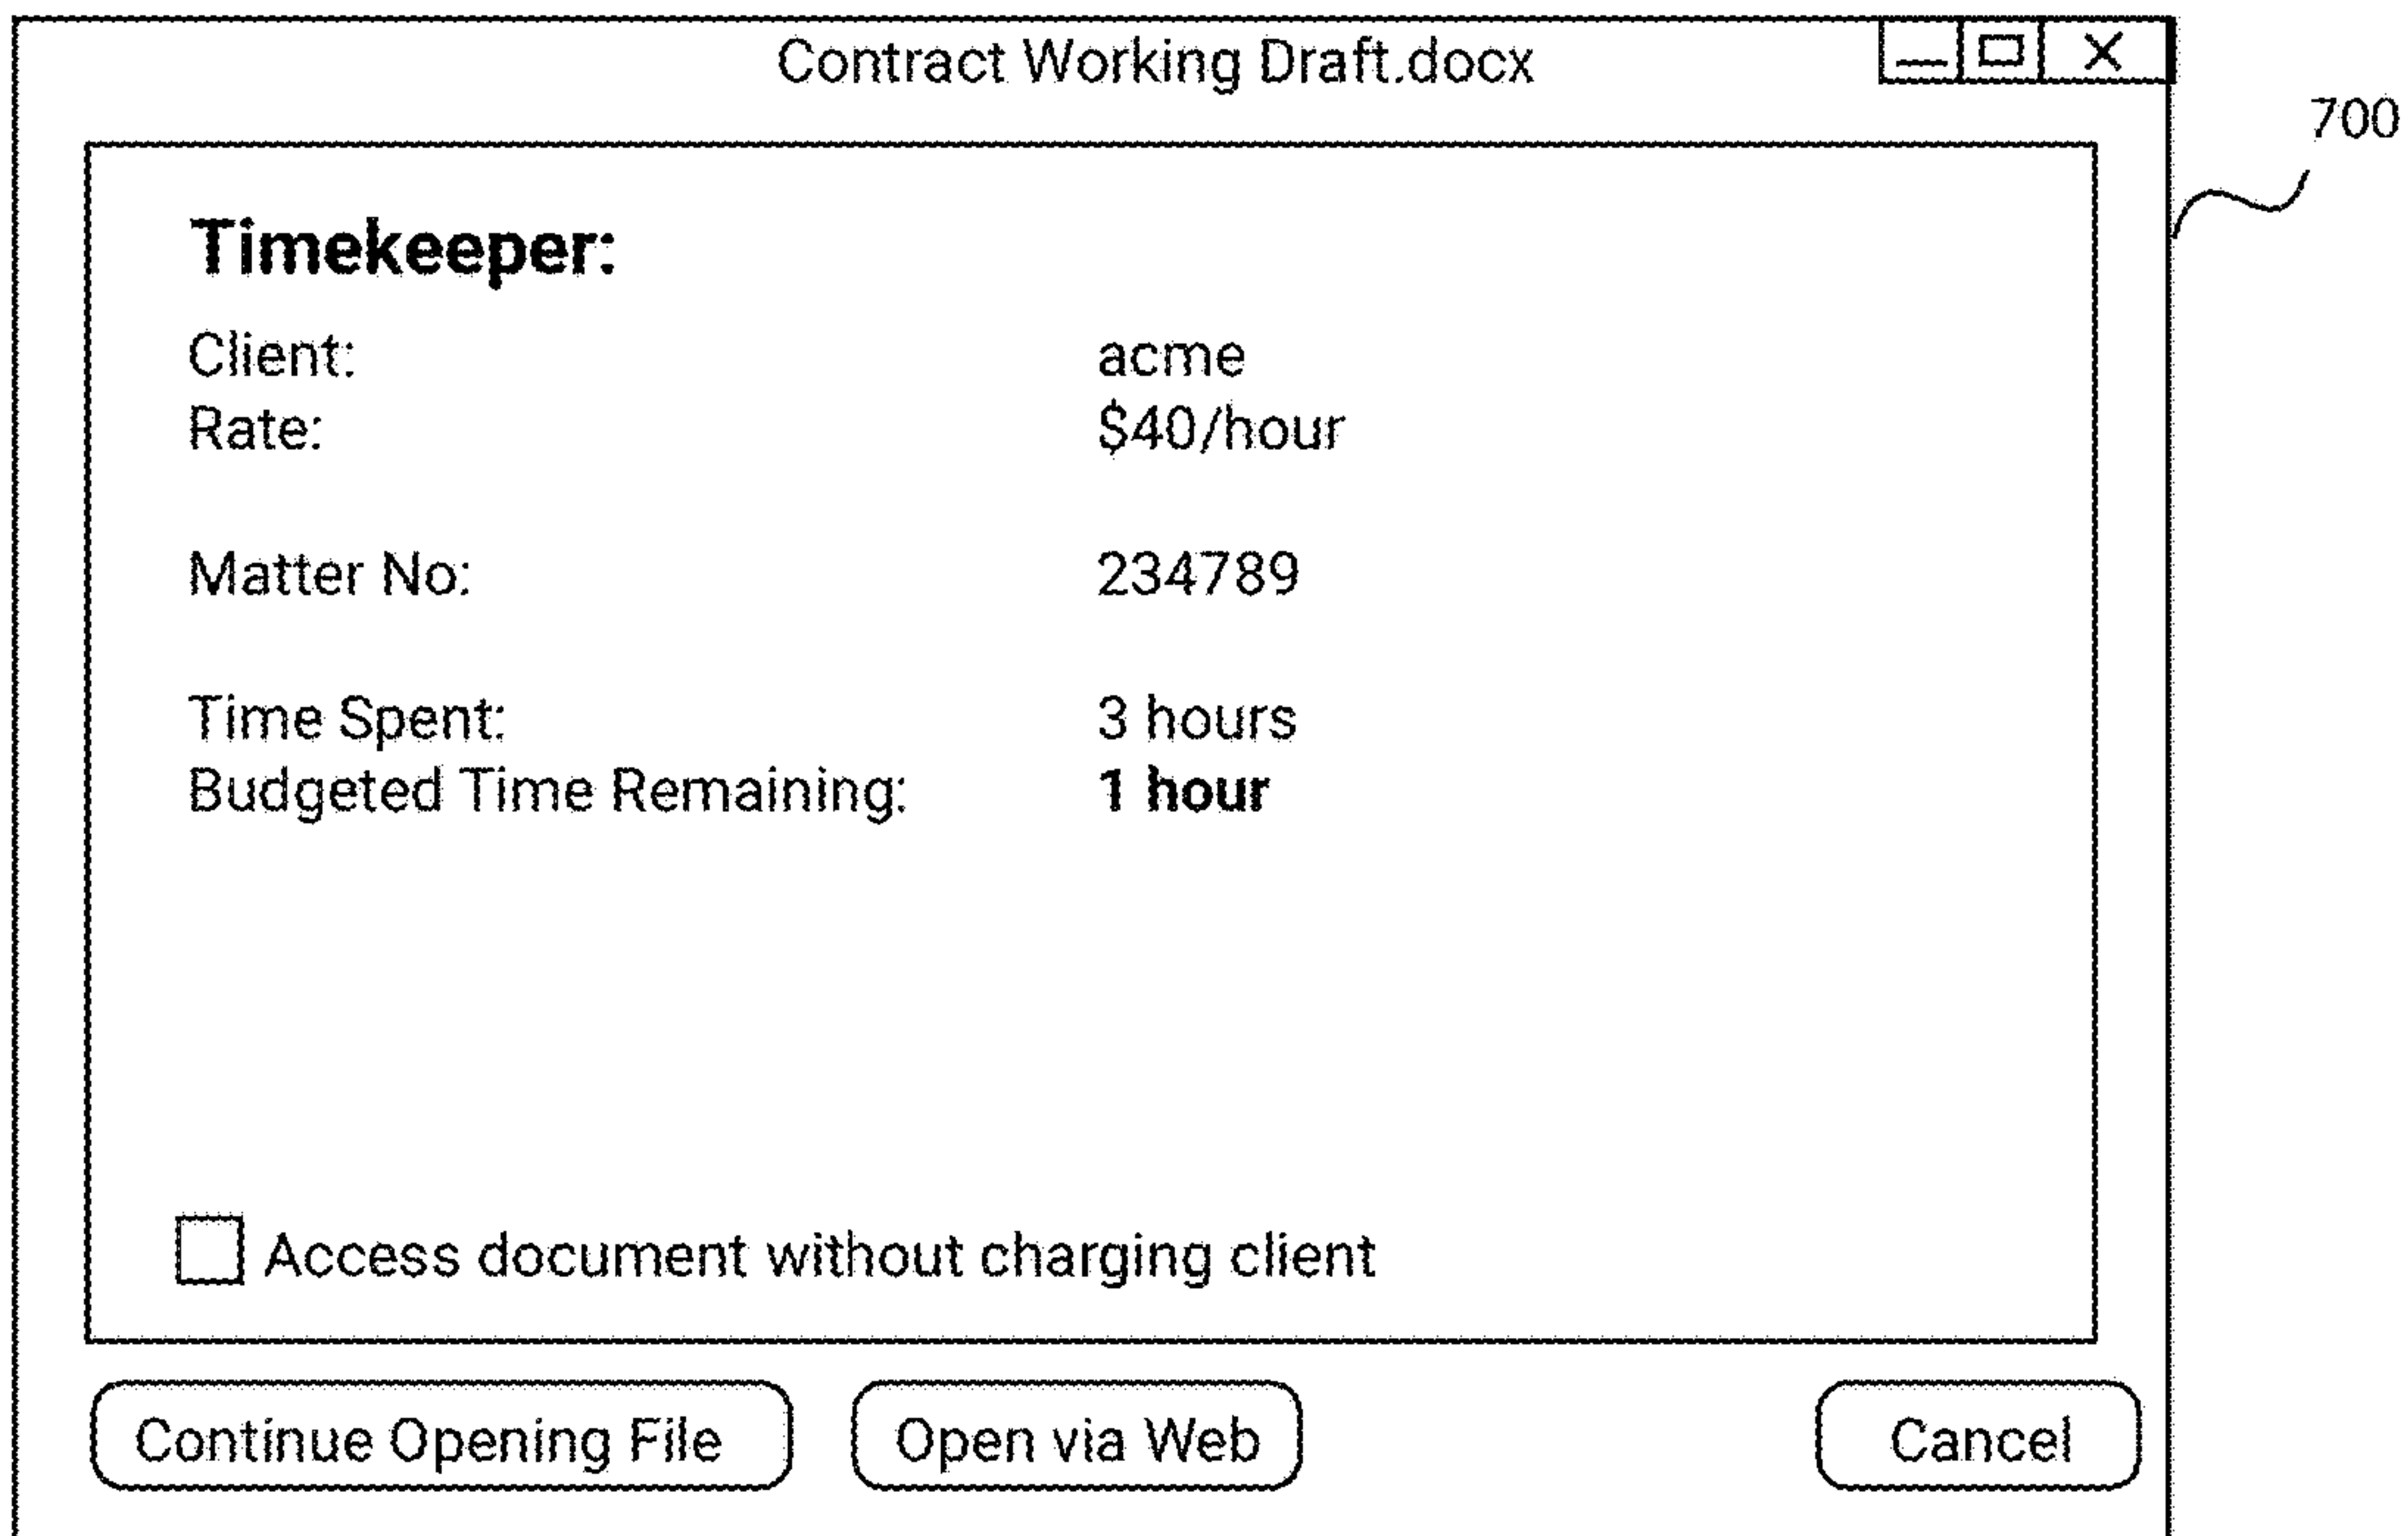 Contract Working Draft.docx
700
Timekeeper:
Client: acme
Rate: $40/hour
Matter No: 234789
Time Spent: 3 hours
Budgeted Time Remaining: 1 hour
Access document without charging client
Continue Opening File Open via Web Cancel